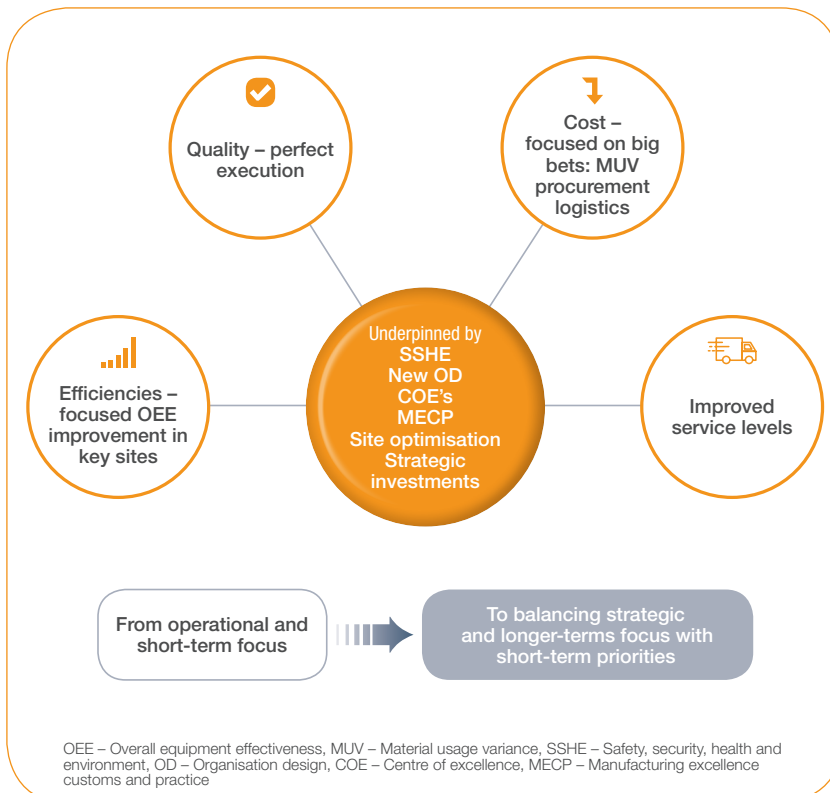 Quality – perfect
execution
Cost –
focused on big
bets: MUV
procurement
logistics
Efficiencies –
focused OEE
improvement in
key sites
Underpinned by
SSHE
New OD
COE's
MECP
Site optimisation
Strategic
investments
Improved
service levels
From operational and
short-term focus
To balancing strategic
and longer-terms focus with
short-term priorities
OEE – Overall equipment effectiveness, MUV – Material usage variance, SSHE – Safety, security, health and
environment, OD – Organisation design, COE – Centre of excellence, MECP – Manufacturing excellence
customs and practice